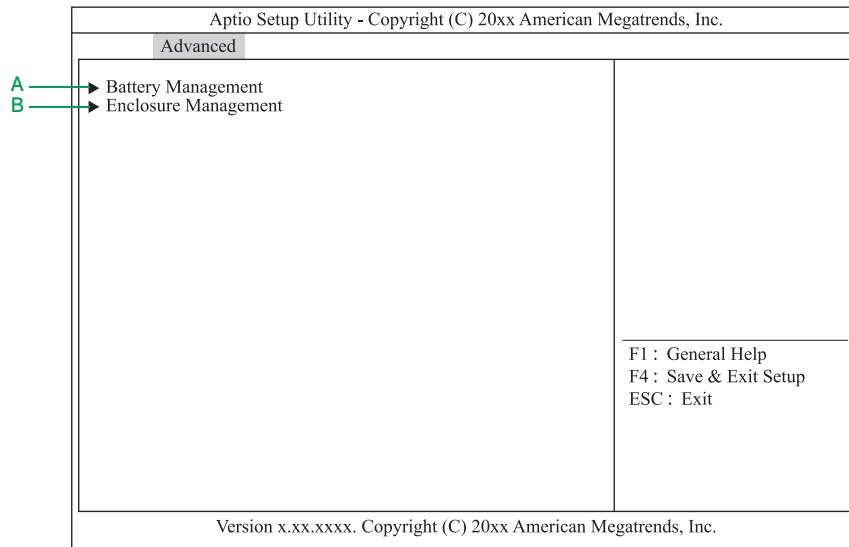 Aptio Setup Utility - Copyright (C) 20xx American Megatrends, Inc.
Advanced
A ▶ Battery Management
B ▶ Enclosure Management
F1 : General Help
F4 : Save & Exit Setup
ESC : Exit
Version x.xx.xxxx. Copyright (C) 20xx American Megatrends, Inc.